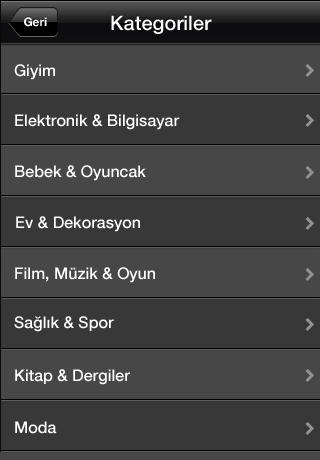 Geri
Kategoriler
Giyim
Elektronik & Bilgisayar
Bebek & Oyuncak
Ev & Dekorasyon
Film, Müzik & Oyun
Sağlık & Spor
Kitap & Dergiler
Moda